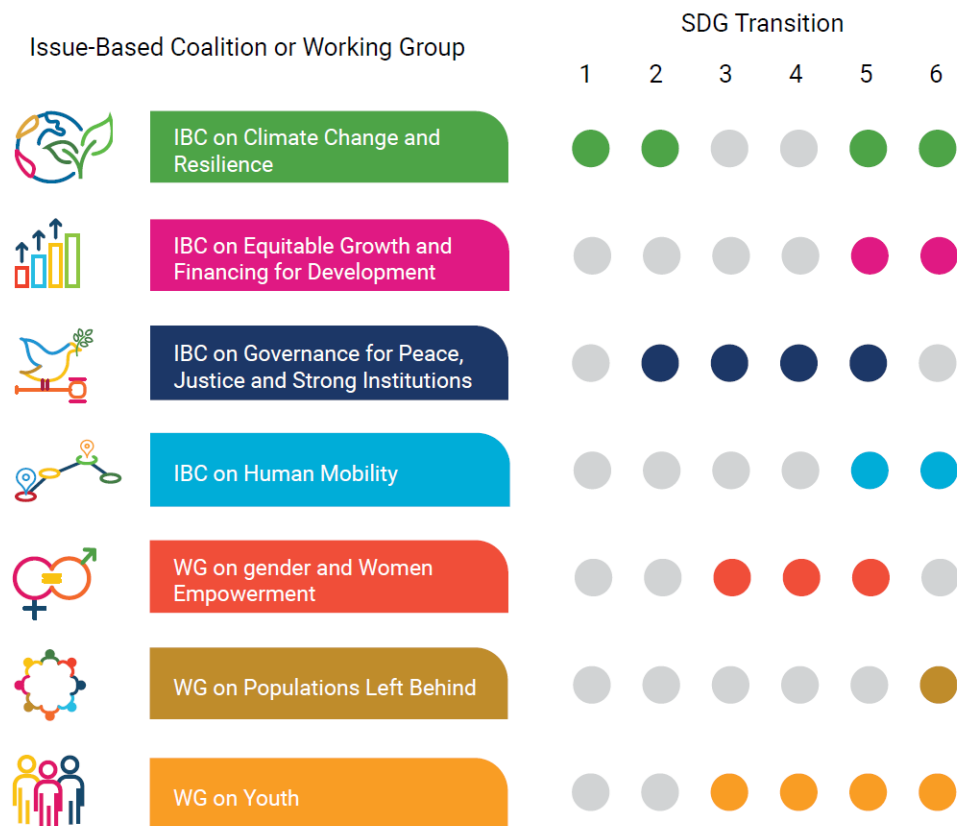 SDG Transition
Issue-Based Coalition or Working Group
1 2 3 4 5 6
IBC on Climate Change and
Resilience
IBC on Equitable Growth and
Financing for Development
IBC on Governance for Peace,
Justice and Strong Institutions
IBC on Human Mobility
WG on gender and Women
Empowerment
WG on Populations Left Behind
WG on Youth